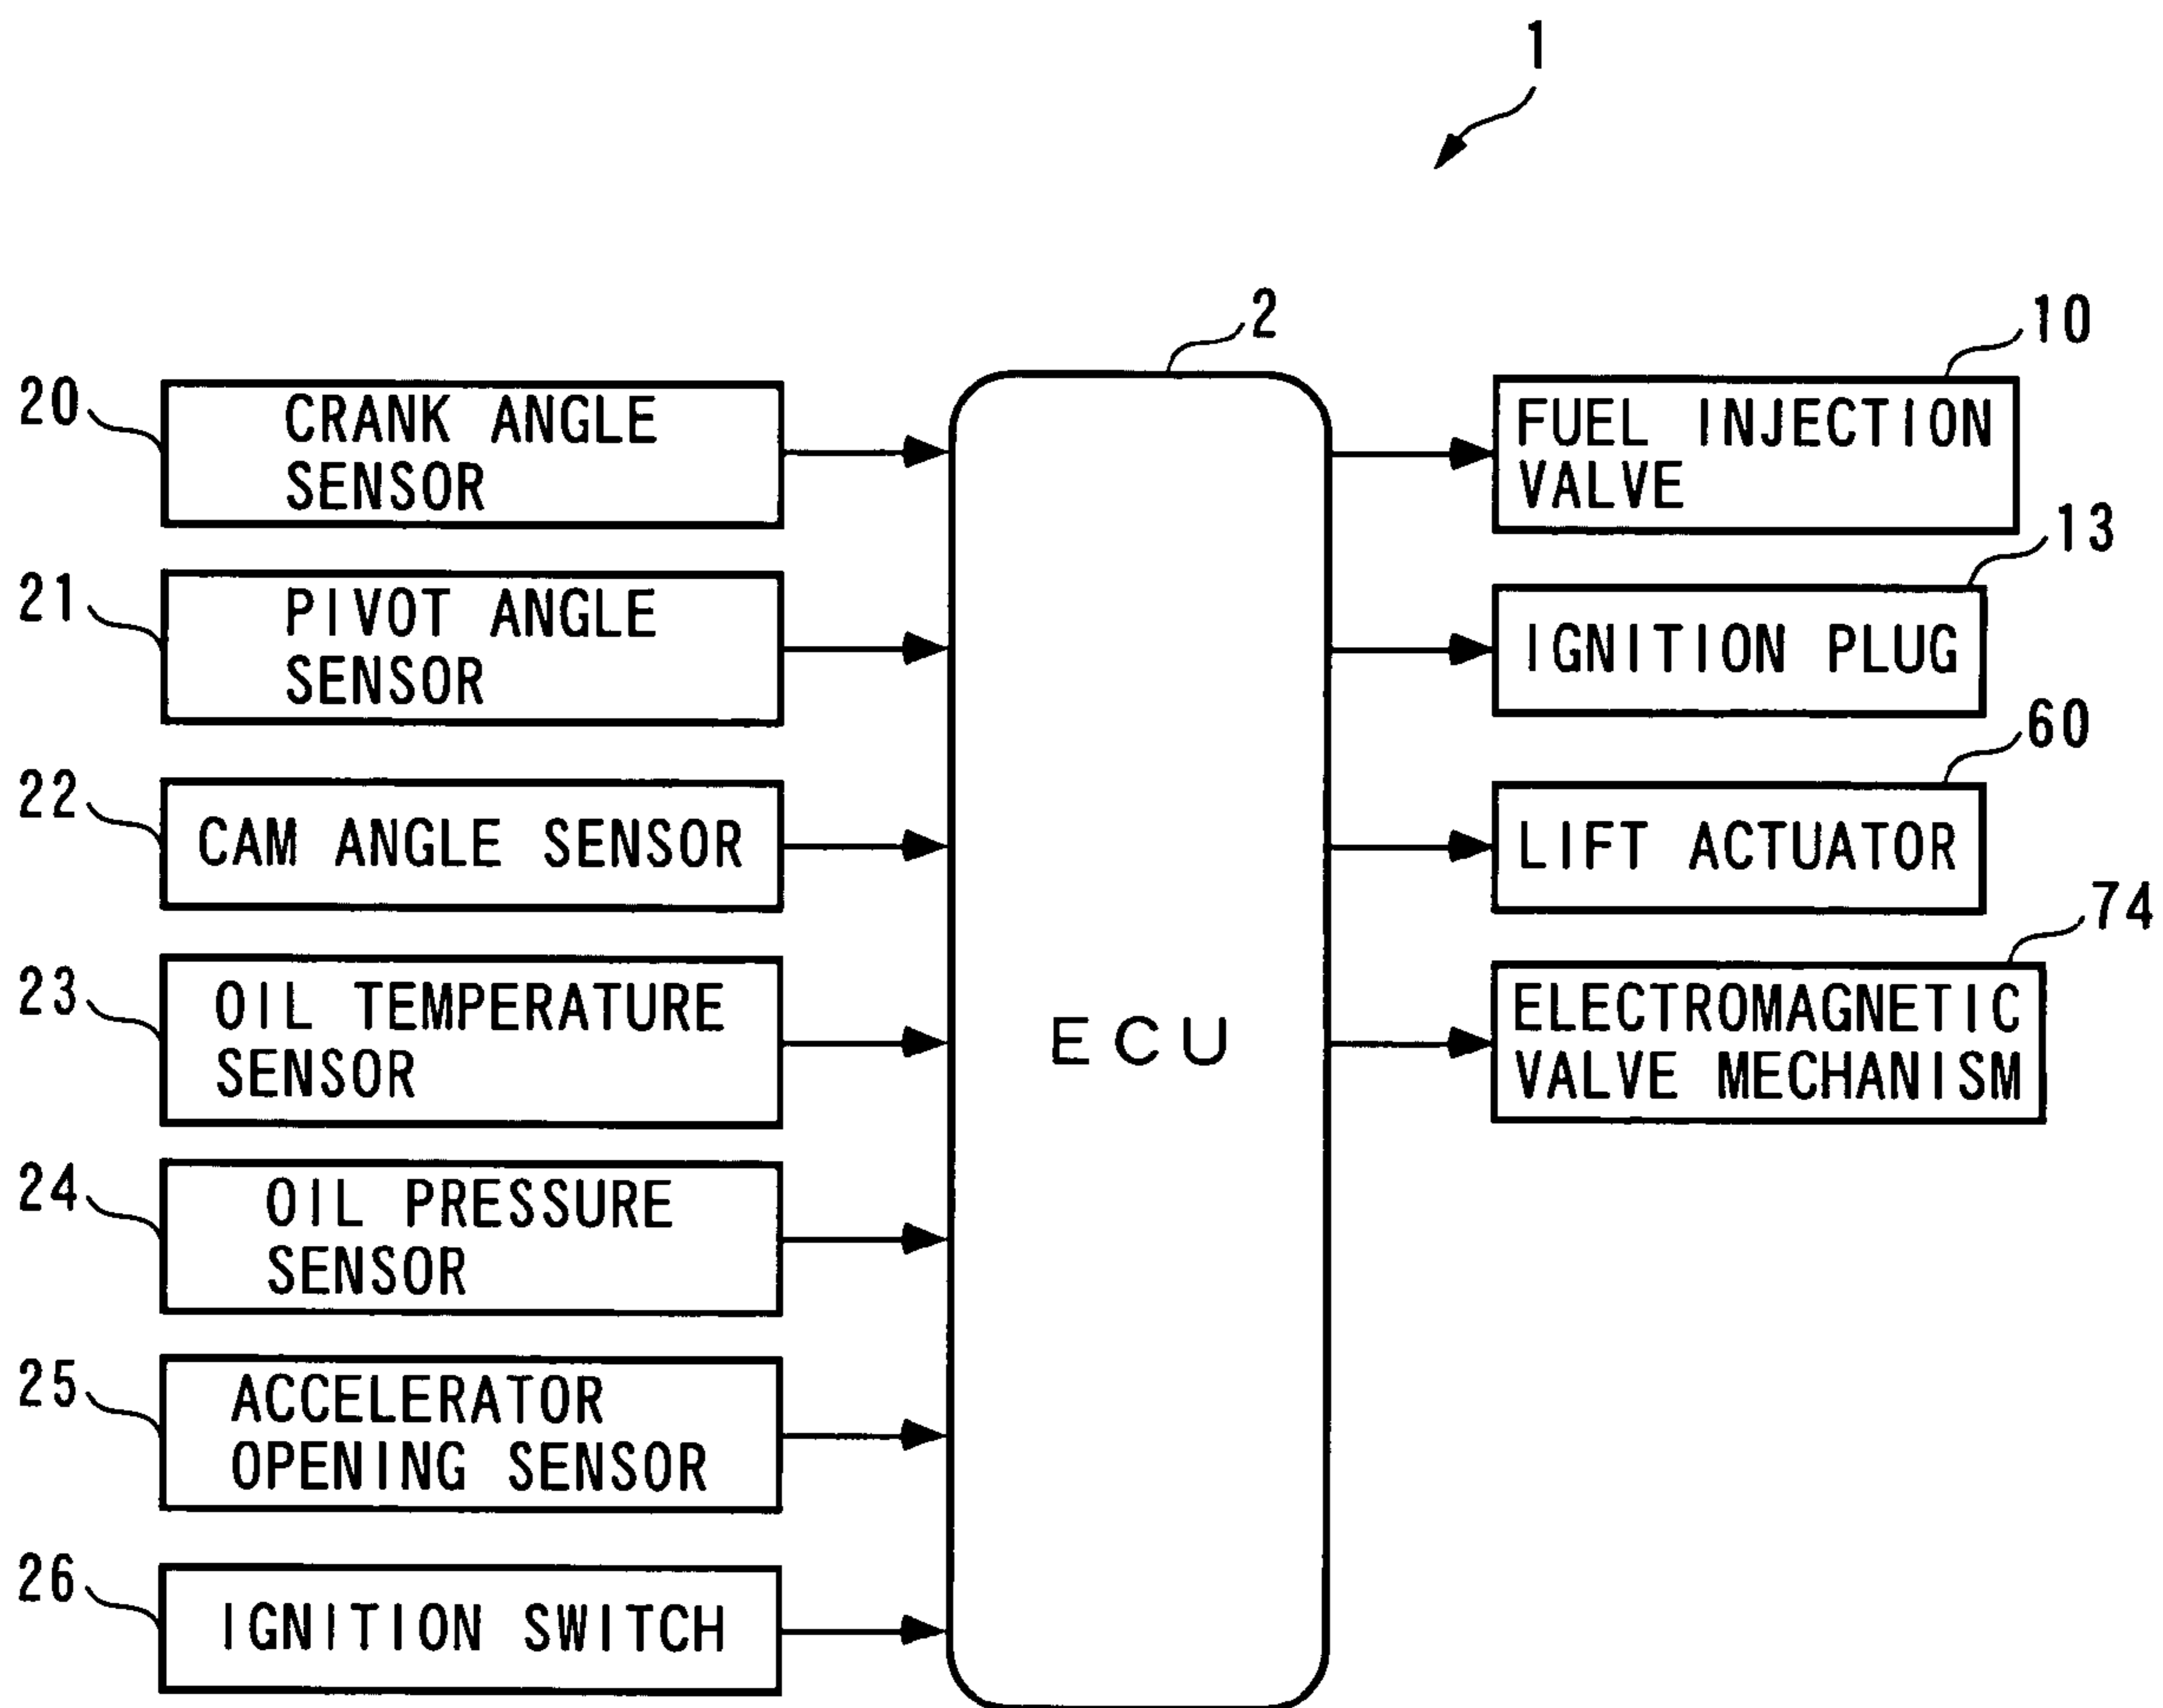 1
2
20
CRANK ANGLE
SENSOR
21
PIVOT ANGLE
SENSOR
22
CAM ANGLE SENSOR
23
OIL TEMPERATURE
SENSOR
24
OIL PRESSURE
SENSOR
25
ACCELERATOR
OPENING SENSOR
26
IGNITION SWITCH
ECU
10
FUEL INJECTION
VALVE
13
IGNITION PLUG
60
LIFT ACTUATOR
74
ELECTROMAGNETIC
VALVE MECHANISM